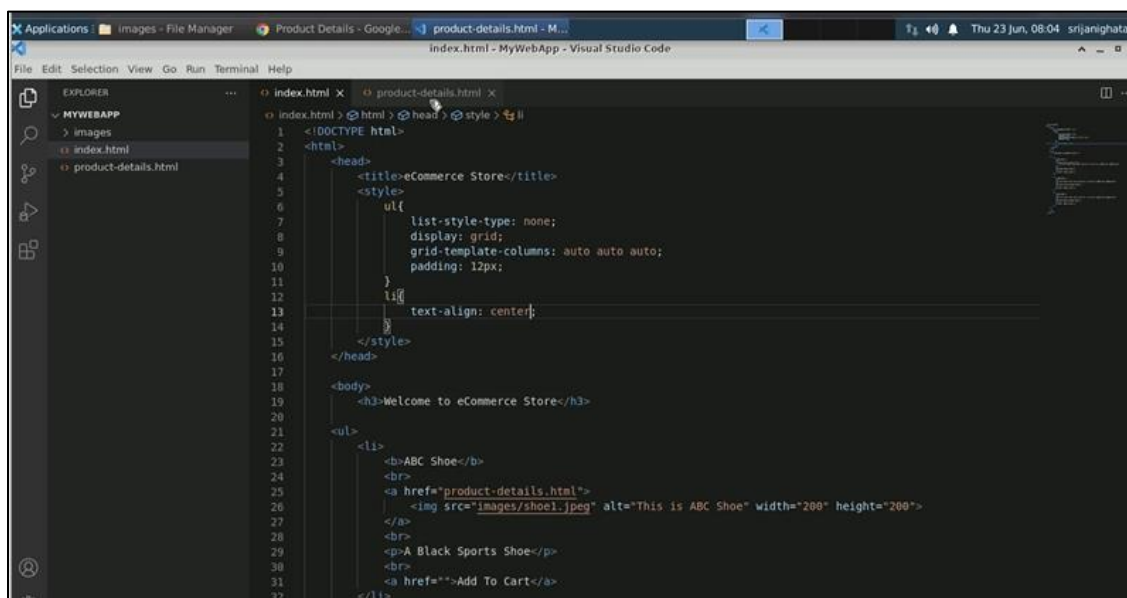 Applications : images - File Manager Product Details - Google... product-details.html - M... Thu 23 Jun, 08:04 srijanighata
index.html - MyWebApp - Visual Studio Code
File Edit Selection View Go Run Terminal Help
EXPLORER ... index.html × product-details.html ×
MYWEBAPP
index.html > html > head > style > li
> images
index.html
product-details.html
1 <!DOCTYPE html>
2 <html>
3 <head>
4 <title>eCommerce Store</title>
5 <style>
6 ul{
7 list-style-type: none;
8 display: grid;
9 grid-template-columns: auto auto auto;
10 padding: 12px;
11 }
12 li{
13 text-align: center;
14 }
15 </style>
16 </head>
17
18 <body>
19 <h3>Welcome to eCommerce Store</h3>
20
21 <ul>
22 <li>
23 <b>ABC Shoe</b>
24 <br>
25 <a href="product-details.html">
26 <img src="images/shoe1.jpeg" alt="This is ABC Shoe" width="200" height="200">
27 </a>
28 <br>
29 <p>A Black Sports Shoe</p>
30 <br>
31 <a href="">Add To Cart</a>
32 </li>